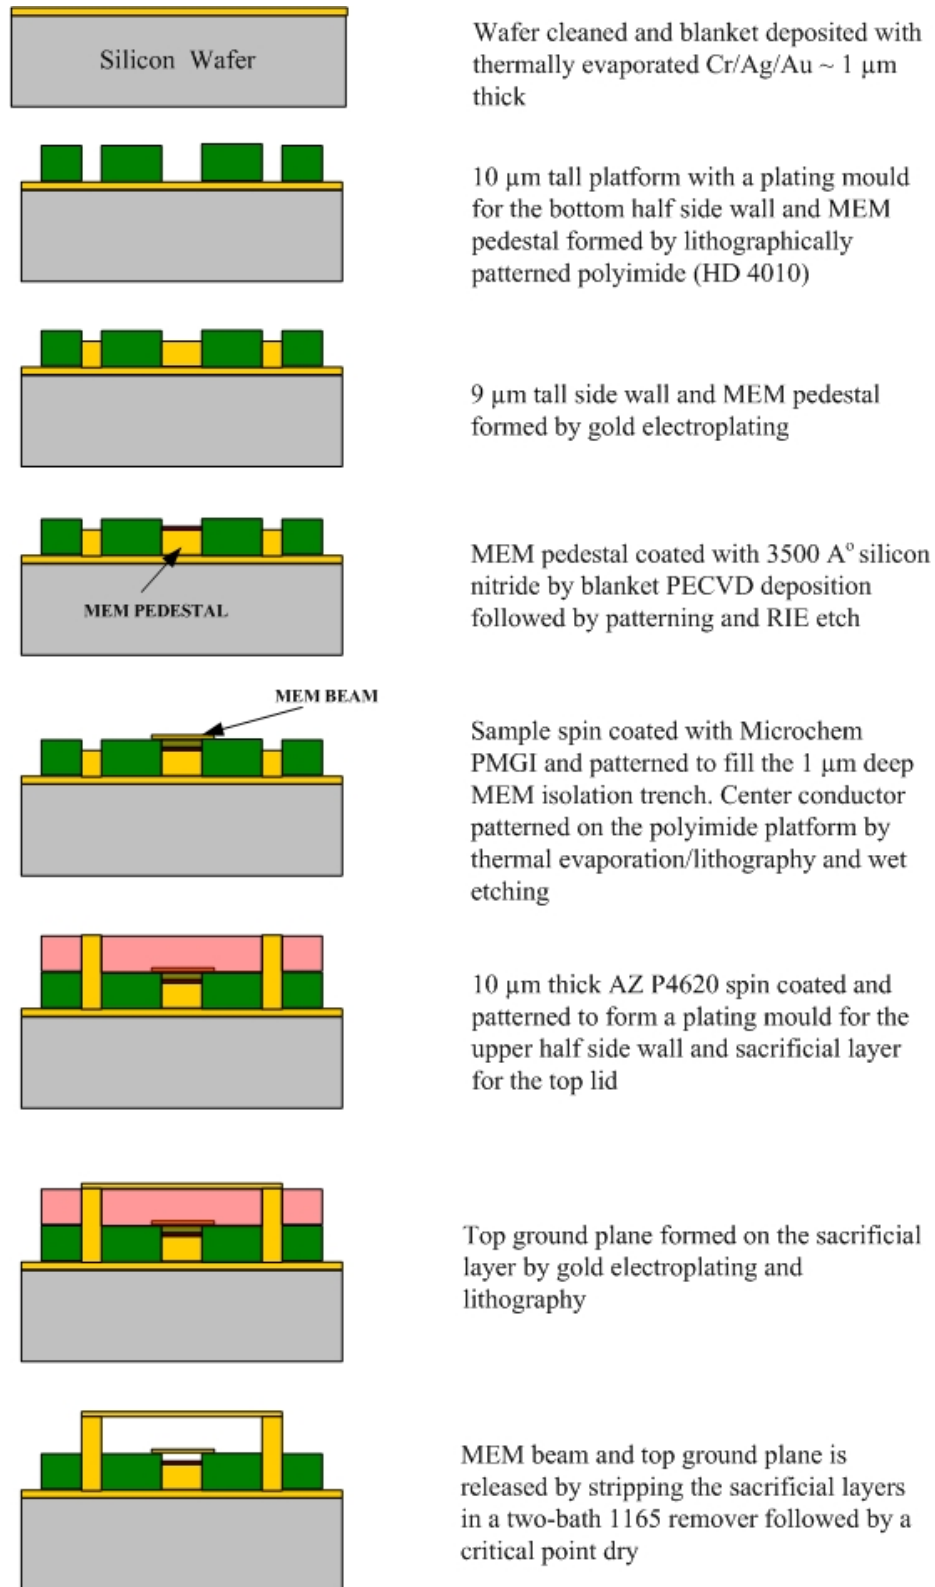 Silicon Wafer
Wafer cleaned and blanket deposited with
thermally evaporated Cr/Ag/Au ~ 1 µm
thick
10 µm tall platform with a plating mould
for the bottom half side wall and MEM
pedestal formed by lithographically
patterned polyimide (HD 4010)
9 µm tall side wall and MEM pedestal
formed by gold electroplating
MEM PEDESTAL
MEM pedestal coated with 3500 A° silicon
nitride by blanket PECVD deposition
followed by patterning and RIE etch
MEM BEAM
Sample spin coated with Microchem
PMGI and patterned to fill the 1 µm deep
MEM isolation trench. Center conductor
patterned on the polyimide platform by
thermal evaporation/lithography and wet
etching
10 µm thick AZ P4620 spin coated and
patterned to form a plating mould for the
upper half side wall and sacrificial layer
for the top lid
Top ground plane formed on the sacrificial
layer by gold electroplating and
lithography
MEM beam and top ground plane is
released by stripping the sacrificial layers
in a two-bath 1165 remover followed by a
critical point dry